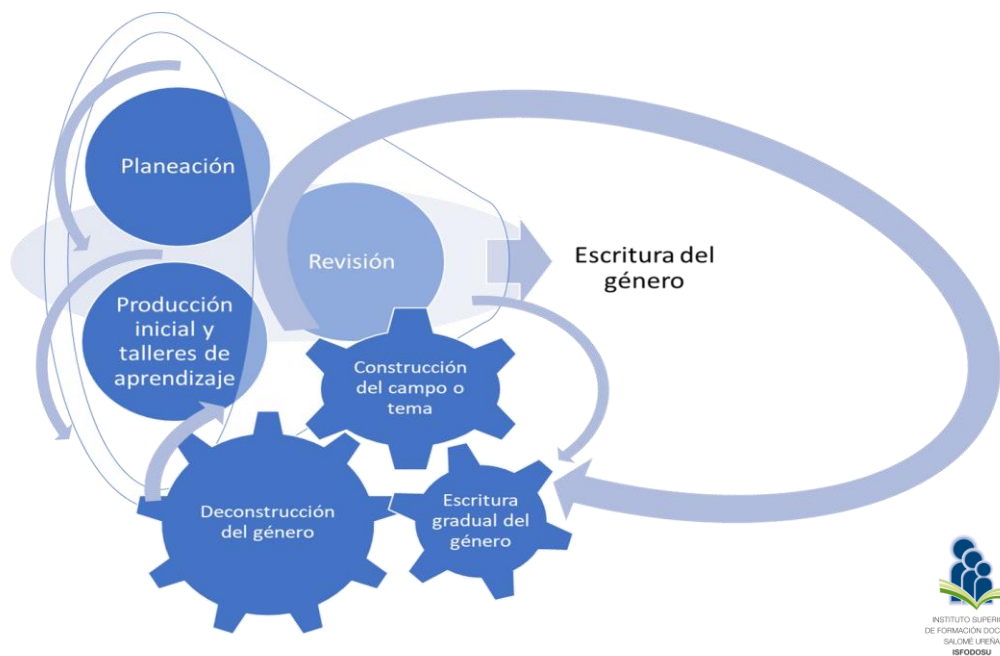 Planeación
Revisión
Escritura del
género
Producción
inicial y
talleres de
aprendizaje
Construcción
del campo o
tema
Deconstrucción
del género
Escritura
gradual del
género
INSTITUTO SUPERIO
DE FORMACIÓN DOC
SALOMÉ UREÑA
ISFODOSU